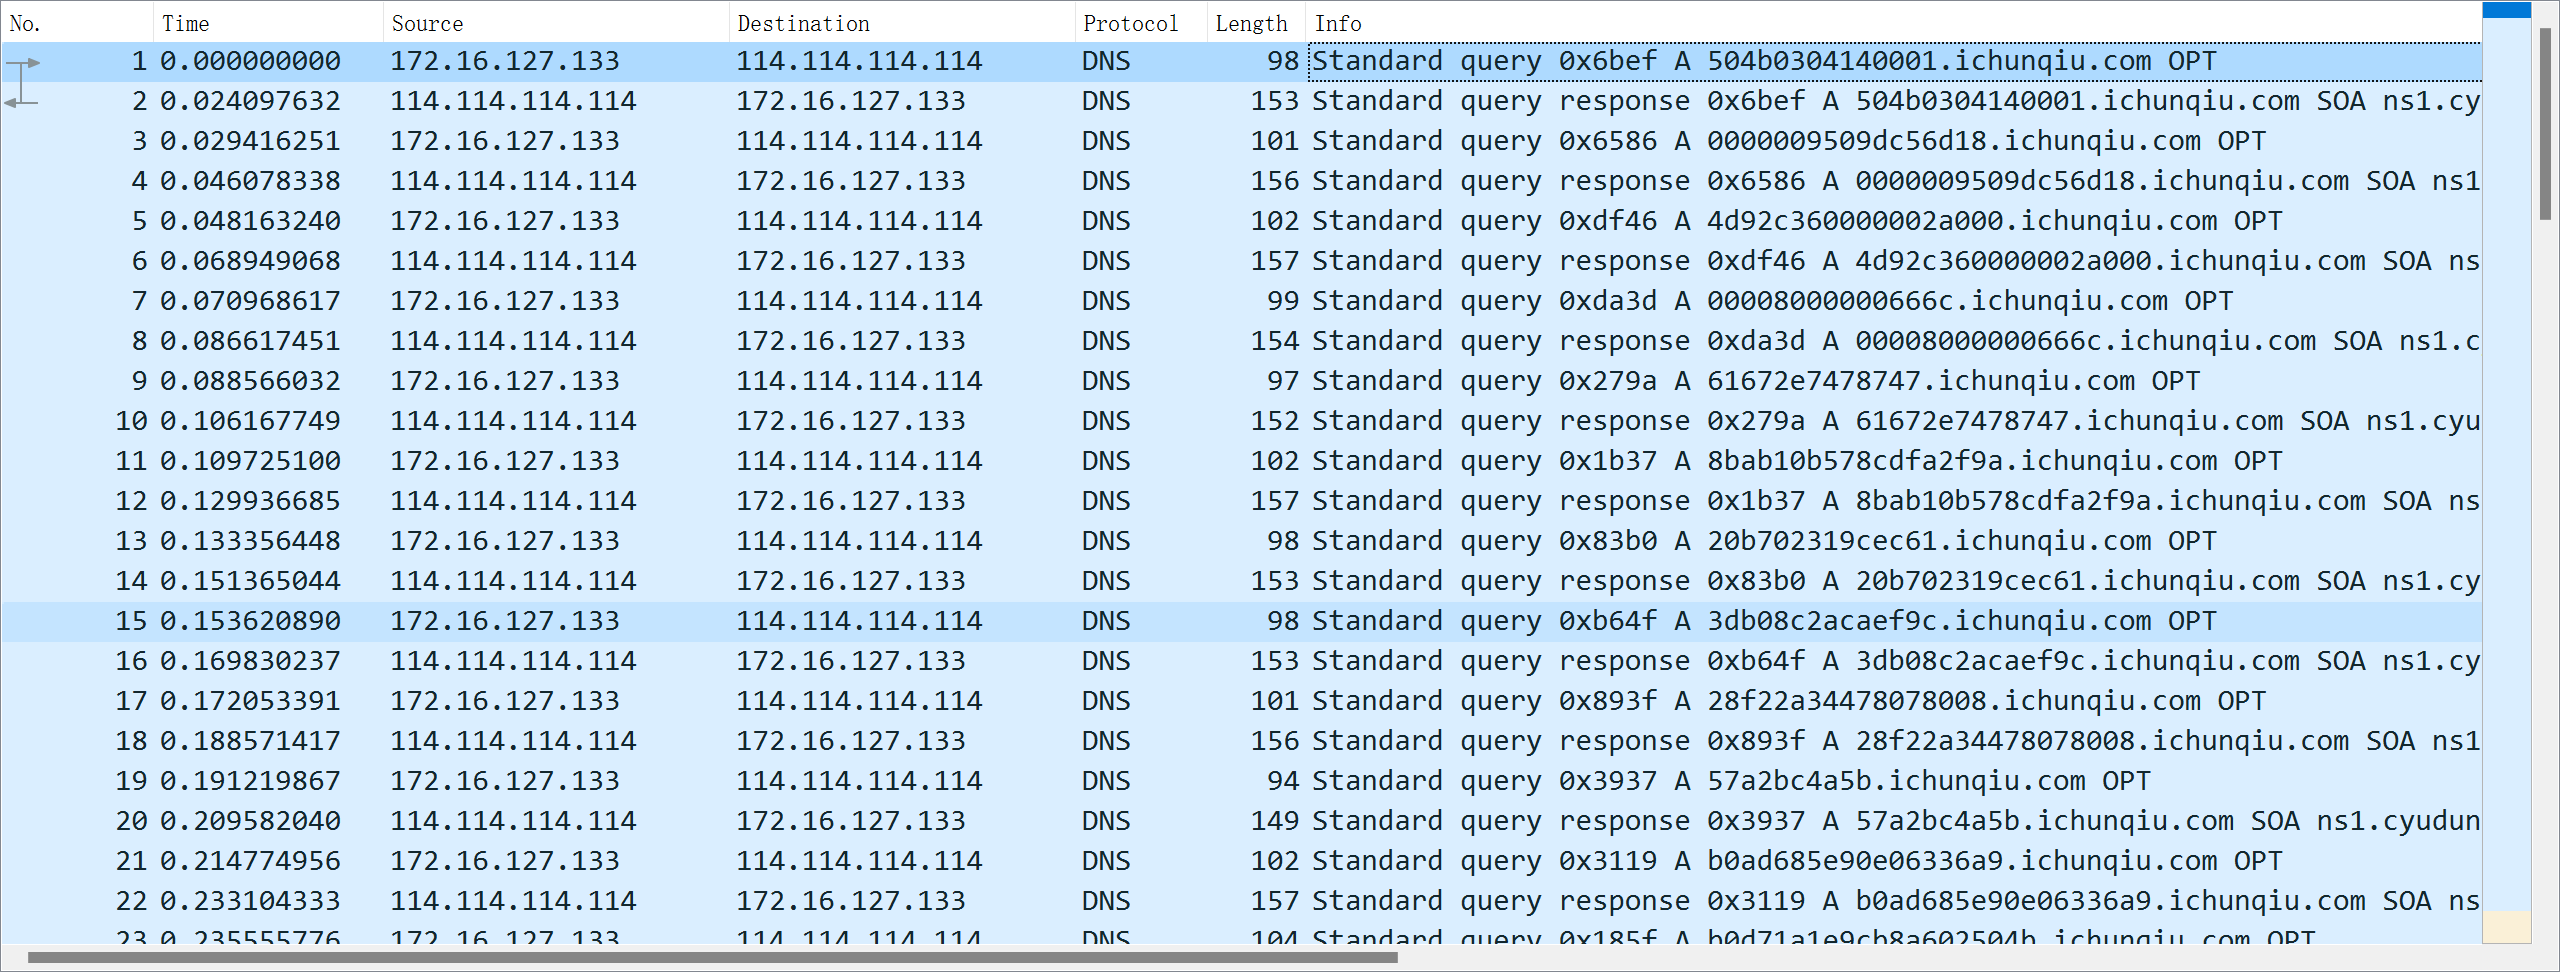 No. Time Source Destination Protocol Length Info
1 0.000000000 172.16.127.133 114.114.114.114 DNS 98 Standard query 0x6bef A 504b0304140001.ichunqiu.com OPT
2 0.024097632 114.114.114.114 172.16.127.133 DNS 153 Standard query response 0x6bef A 504b0304140001.ichunqiu.com SOA ns1.cy
3 0.029416251 172.16.127.133 114.114.114.114 DNS 101 Standard query 0x6586 A 0000009509dc56d18.ichunqiu.com OPT
4 0.046078338 114.114.114.114 172.16.127.133 DNS 156 Standard query response 0x6586 A 0000009509dc56d18.ichunqiu.com SOA ns1
5 0.048163240 172.16.127.133 114.114.114.114 DNS 102 Standard query 0xdf46 A 4d92c360000002a000.ichunqiu.com OPT
6 0.068949068 114.114.114.114 172.16.127.133 DNS 157 Standard query response 0xdf46 A 4d92c360000002a000.ichunqiu.com SOA ns
7 0.070968617 172.16.127.133 114.114.114.114 DNS 99 Standard query 0xda3d A 00008000000666c.ichunqiu.com OPT
8 0.086617451 114.114.114.114 172.16.127.133 DNS 154 Standard query response 0xda3d A 00008000000666c.ichunqiu.com SOA ns1.c
9 0.088566032 172.16.127.133 114.114.114.114 DNS 97 Standard query 0x279a A 61672e7478747.ichunqiu.com OPT
10 0.106167749 114.114.114.114 172.16.127.133 DNS 152 Standard query response 0x279a A 61672e7478747.ichunqiu.com SOA ns1.cyu
11 0.109725100 172.16.127.133 114.114.114.114 DNS 102 Standard query 0x1b37 A 8bab10b578cdfa2f9a.ichunqiu.com OPT
12 0.129936685 114.114.114.114 172.16.127.133 DNS 157 Standard query response 0x1b37 A 8bab10b578cdfa2f9a.ichunqiu.com SOA ns
13 0.133356448 172.16.127.133 114.114.114.114 DNS 98 Standard query 0x83b0 A 20b702319cec61.ichunqiu.com OPT
14 0.151365044 114.114.114.114 172.16.127.133 DNS 153 Standard query response 0x83b0 A 20b702319cec61.ichunqiu.com SOA ns1.cy
15 0.153620890 172.16.127.133 114.114.114.114 DNS 98 Standard query 0xb64f A 3db08c2acaef9c.ichunqiu.com OPT
16 0.169830237 114.114.114.114 172.16.127.133 DNS 153 Standard query response 0xb64f A 3db08c2acaef9c.ichunqiu.com SOA ns1.cy
17 0.172053391 172.16.127.133 114.114.114.114 DNS 101 Standard query 0x893f A 28f22a34478078008.ichunqiu.com OPT
18 0.188571417 114.114.114.114 172.16.127.133 DNS 156 Standard query response 0x893f A 28f22a34478078008.ichunqiu.com SOA ns1
19 0.191219867 172.16.127.133 114.114.114.114 DNS 94 Standard query 0x3937 A 57a2bc4a5b.ichunqiu.com OPT
20 0.209582040 114.114.114.114 172.16.127.133 DNS 149 Standard query response 0x3937 A 57a2bc4a5b.ichunqiu.com SOA ns1.cyudun
21 0.214774956 172.16.127.133 114.114.114.114 DNS 102 Standard query 0x3119 A b0ad685e90e06336a9.ichunqiu.com OPT
22 0.233104333 114.114.114.114 172.16.127.133 DNS 157 Standard query response 0x3119 A b0ad685e90e06336a9.ichunqiu.com SOA ns
23 0.235555776 172.16.127.133 114.114.114.114 DNS 104 Standard query 0x185f A b0d71a1e9cb8a602504b.ichunqiu.com OPT